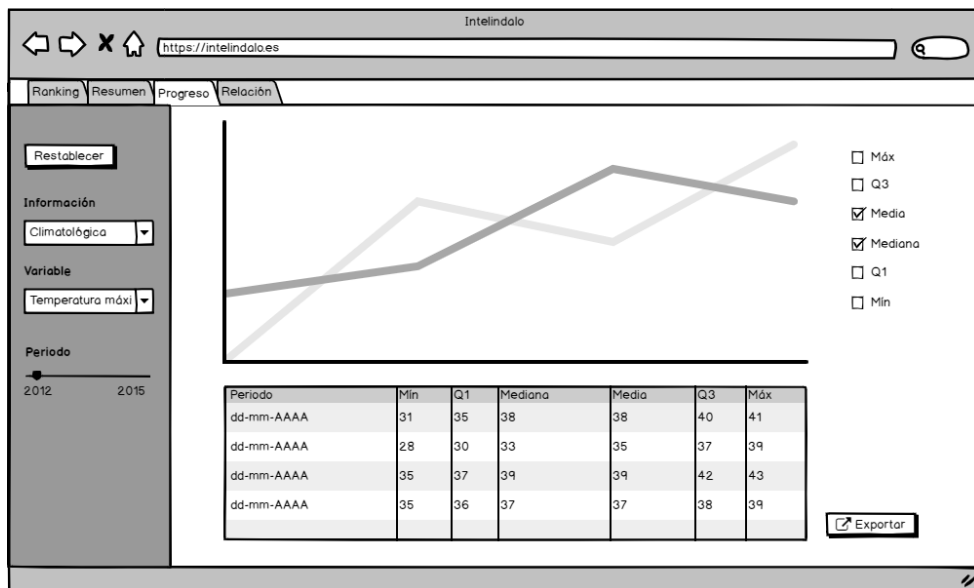 Intelindalo
https://intelindalo.es
Ranking Resumen Progreso Relación
Restablecer
Información
Climatológica
Variable
Temperatura máxi
Periodo
2012 2015
Máx
Q3
Media
Mediana
Q1
Mín
Periodo Mín Q1 Mediana Media Q3 Máx
dd-mm-AAAA 31 35 38 38 40 41
dd-mm-AAAA 28 30 33 35 37 39
dd-mm-AAAA 35 37 39 39 42 43
dd-mm-AAAA 35 36 37 37 38 39
Exportar